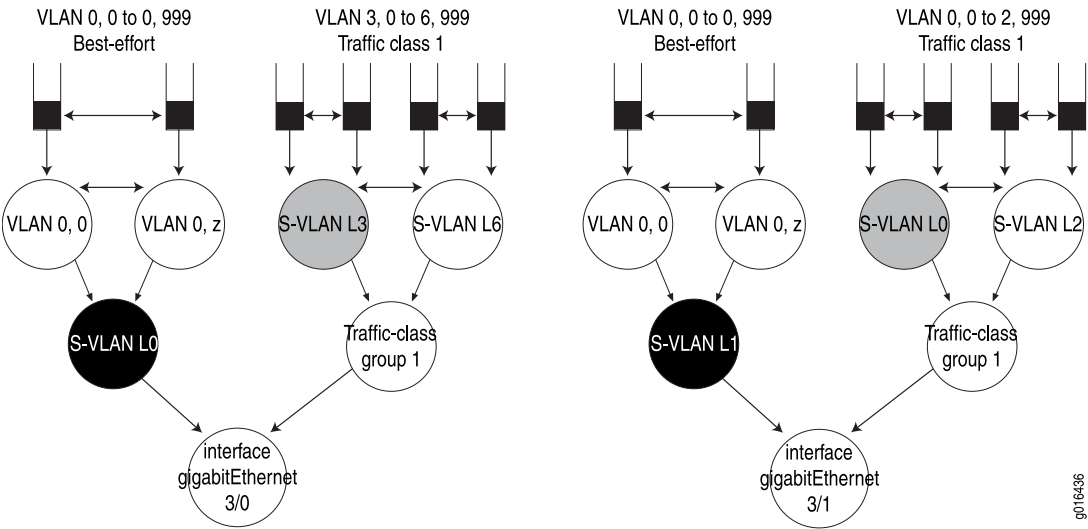 VLAN 0, 0 to 0, 999
Best-effort
VLAN 3, 0 to 6, 999
Traffic class 1
VLAN 0, 0
VLAN 0, z
S-VLAN L3
S-VLAN L6
S-VLAN L0
Traffic-class
group 1
interface
gigabitEthernet
3/0
VLAN 0, 0 to 0, 999
Best-effort
VLAN 0, 0 to 2, 999
Traffic class 1
VLAN 0, 0
VLAN 0, z
S-VLAN L0
S-VLAN L2
S-VLAN L1
Traffic-class
group 1
interface
gigabitEthernet
3/1
g016436